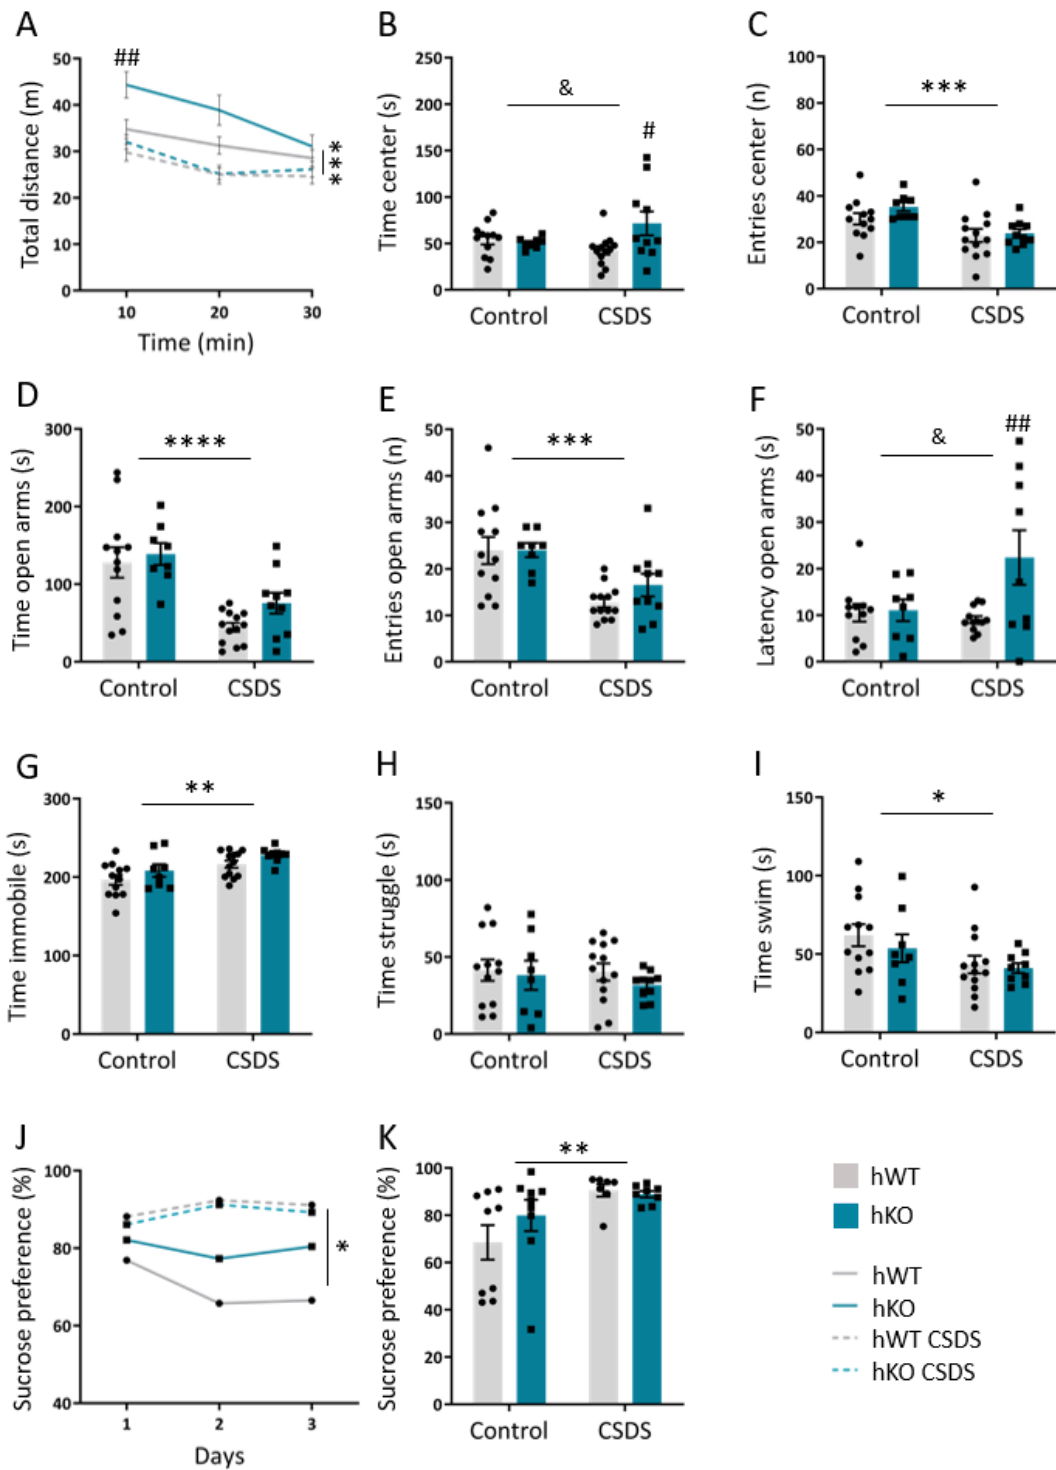 A
Total distance (m)
50
40
30
20
10
0
##
***
10 20 30
Time (min)
B
Time center (s)
250
200
150
100
50
0
&
#
Control CSDS
C
Entries center (n)
100
80
60
40
20
0
***
Control CSDS
D
Time open arms (s)
300
200
100
0
****
Control CSDS
E
Entries open arms (n)
50
40
30
20
10
0
***
Control CSDS
F
Latency open arms (s)
50
40
30
20
10
0
&
##
Control CSDS
G
Time immobile (s)
300
200
100
0
**
Control CSDS
H
Time struggle (s)
150
100
50
0
Control CSDS
I
Time swim (s)
150
100
50
0
*
Control CSDS
J
Sucrose preference (%)
100
80
60
40
*
1 2 3
Days
K
Sucrose preference (%)
100
80
60
40
20
0
**
Control CSDS
hWT
hKO
hWT
hKO
hWT CSDS
hKO CSDS